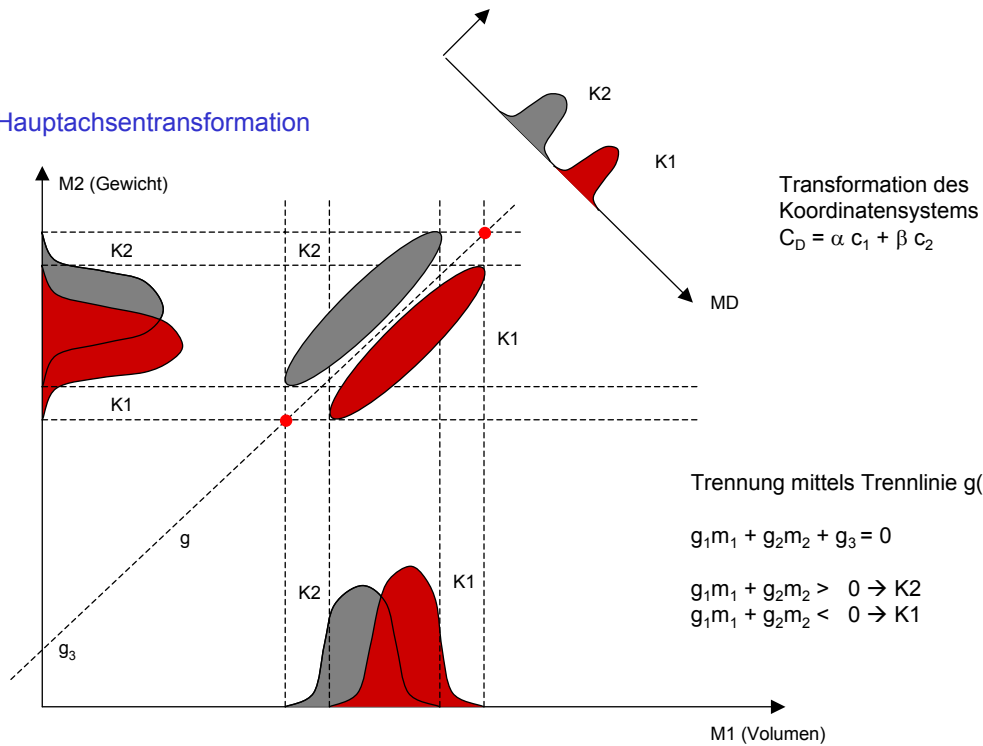 K2
Hauptachsentransformation
K1
M2 (Gewicht)
Transformation des
Koordinatensystems
C_D = α c_1 + β c_2
K2
K2
MD
K1
K1
Trennung mittels Trennlinie g(
g
g_1m_1 + g_2m_2 + g_3 = 0
K2
K1
g_1m_1 + g_2m_2 > 0 → K2
g_1m_1 + g_2m_2 < 0 → K1
g_3
M1 (Volumen)